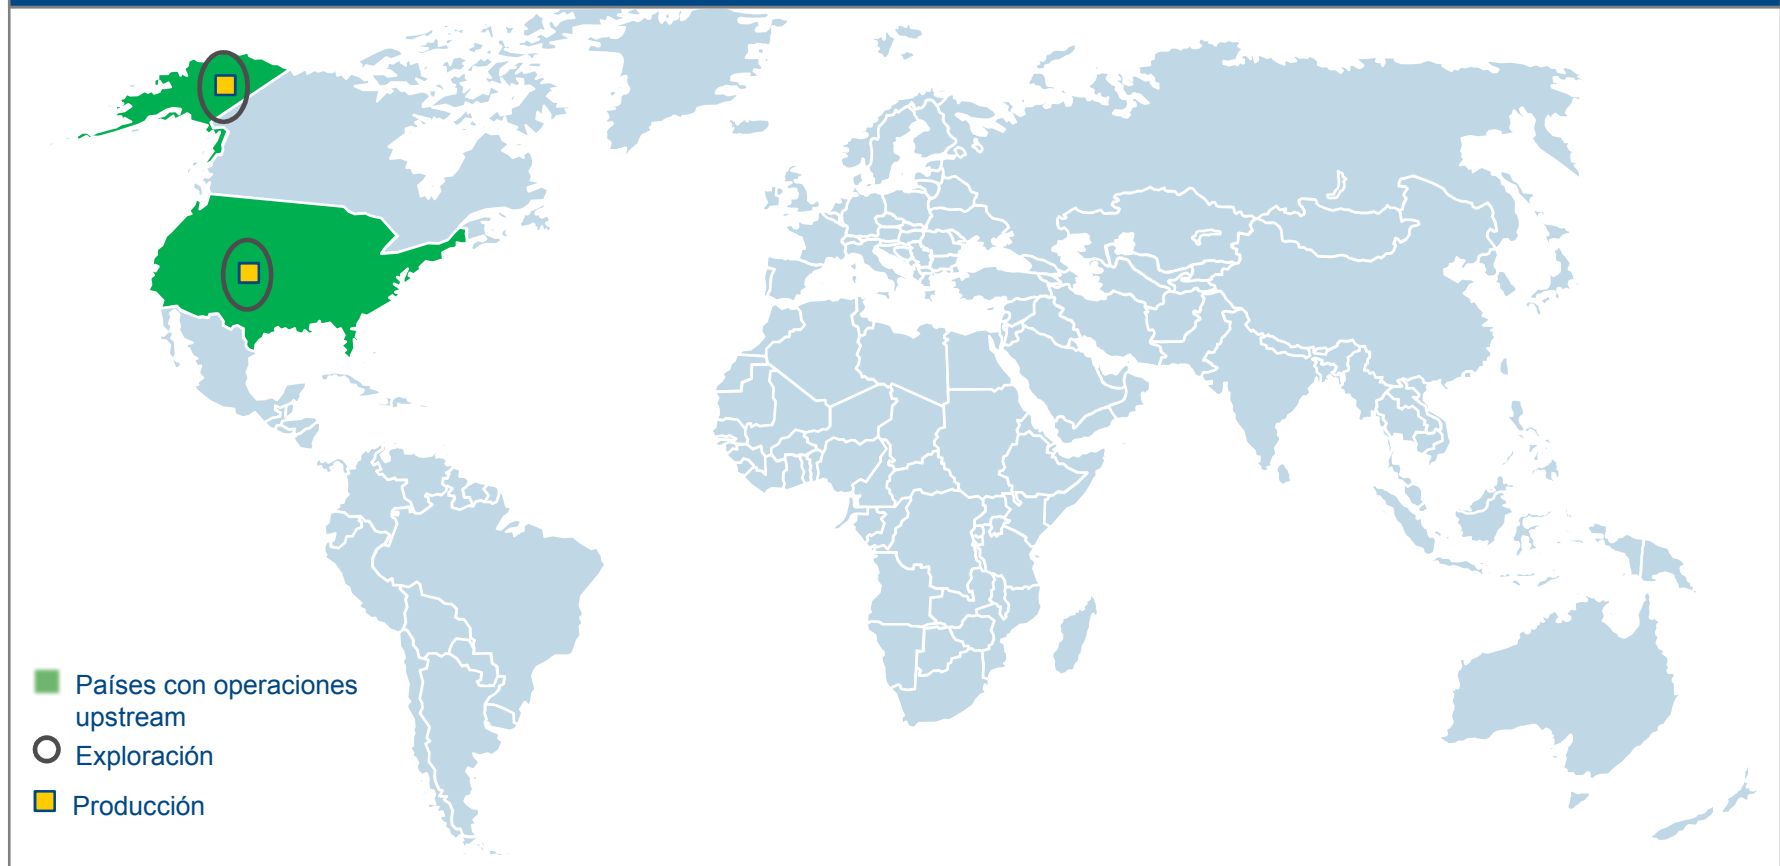 Países con operaciones
upstream
Exploración
Producción